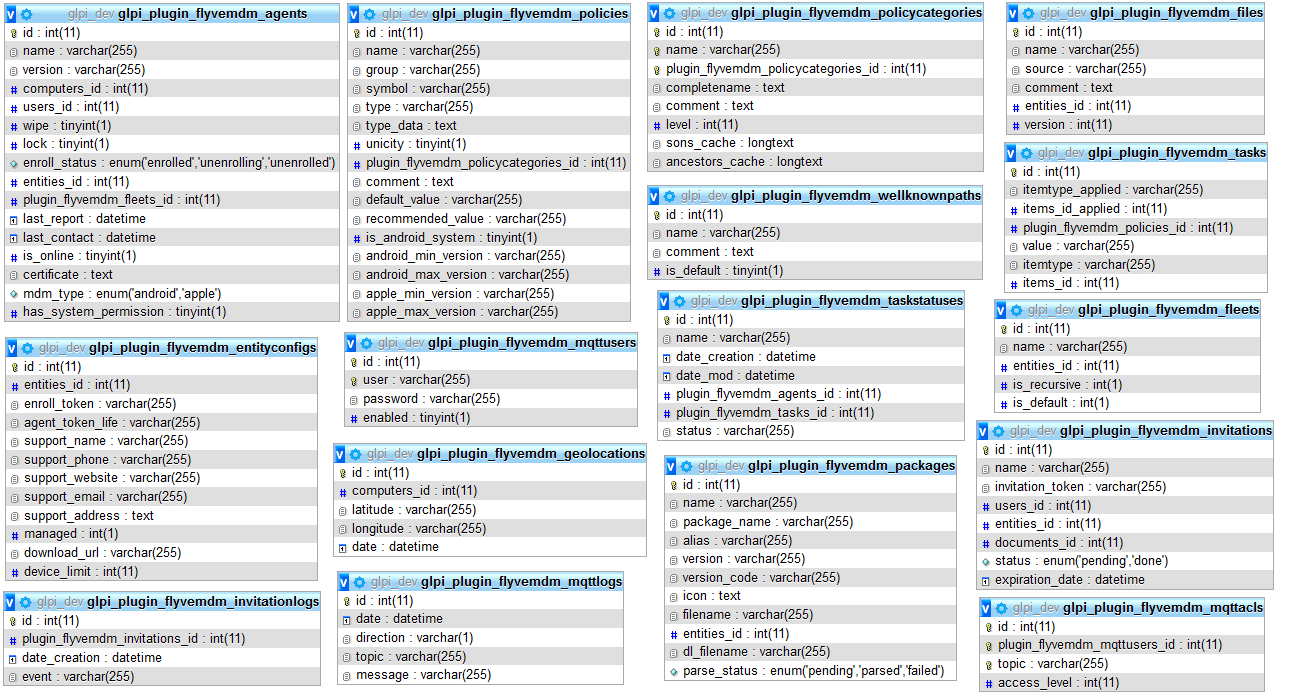 glpi_dev glpi_plugin_flyvemdm_agents
id : int(11)
name : varchar(255)
version : varchar(255)
computers_id : int(11)
users_id : int(11)
wipe : tinyint(1)
lock : tinyint(1)
enroll_status : enum('enrolled','unenrolling','unenrolled')
entities_id : int(11)
plugin_flyvemdm_fleets_id : int(11)
last_report : datetime
last_contact : datetime
is_online : tinyint(1)
certificate : text
mdm_type : enum('android','apple')
has_system_permission : tinyint(1)
glpi_dev glpi_plugin_flyvemdm_entityconfigs
id : int(11)
entities_id : int(11)
enroll_token : varchar(255)
agent_token_life : varchar(255)
support_name : varchar(255)
support_phone : varchar(255)
support_website : varchar(255)
support_email : varchar(255)
support_address : text
managed : int(1)
download_url : varchar(255)
device_limit : int(11)
glpi_dev glpi_plugin_flyvemdm_invitationlogs
id : int(11)
plugin_flyvemdm_invitations_id : int(11)
date_creation : datetime
event : varchar(255)
glpi_dev glpi_plugin_flyvemdm_policies
id : int(11)
name : varchar(255)
group : varchar(255)
symbol : varchar(255)
type : varchar(255)
type_data : text
unicity : tinyint(1)
plugin_flyvemdm_policycategories_id : int(11)
comment : text
default_value : varchar(255)
recommended_value : varchar(255)
is_android_system : tinyint(1)
android_min_version : varchar(255)
android_max_version : varchar(255)
apple_min_version : varchar(255)
apple_max_version : varchar(255)
glpi_dev glpi_plugin_flyvemdm_mqttusers
id : int(11)
user : varchar(255)
password : varchar(255)
enabled : tinyint(1)
glpi_dev glpi_plugin_flyvemdm_geolocations
id : int(11)
computers_id : int(11)
latitude : varchar(255)
longitude : varchar(255)
date : datetime
glpi_dev glpi_plugin_flyvemdm_mqttlogs
id : int(11)
date : datetime
direction : varchar(1)
topic : varchar(255)
message : varchar(255)
glpi_dev glpi_plugin_flyvemdm_policycategories
id : int(11)
name : varchar(255)
plugin_flyvemdm_policycategories_id : int(11)
completename : text
comment : text
level : int(11)
sons_cache : longtext
ancestors_cache : longtext
glpi_dev glpi_plugin_flyvemdm_wellknownpaths
id : int(11)
name : varchar(255)
comment : text
is_default : tinyint(1)
glpi_dev glpi_plugin_flyvemdm_taskstatuses
id : int(11)
name : varchar(255)
date_creation : datetime
date_mod : datetime
plugin_flyvemdm_agents_id : int(11)
plugin_flyvemdm_tasks_id : int(11)
status : varchar(255)
glpi_dev glpi_plugin_flyvemdm_packages
id : int(11)
name : varchar(255)
package_name : varchar(255)
alias : varchar(255)
version : varchar(255)
version_code : varchar(255)
icon : text
filename : varchar(255)
entities_id : int(11)
dl_filename : varchar(255)
parse_status : enum('pending','parsed','failed')
glpi_dev glpi_plugin_flyvemdm_files
id : int(11)
name : varchar(255)
source : varchar(255)
comment : text
entities_id : int(11)
version : int(11)
glpi_dev glpi_plugin_flyvemdm_tasks
id : int(11)
itemtype_applied : varchar(255)
items_id_applied : int(11)
plugin_flyvemdm_policies_id : int(11)
value : varchar(255)
itemtype : varchar(255)
items_id : int(11)
glpi_dev glpi_plugin_flyvemdm_fleets
id : int(11)
name : varchar(255)
entities_id : int(11)
is_recursive : int(1)
is_default : int(1)
glpi_dev glpi_plugin_flyvemdm_invitations
id : int(11)
name : varchar(255)
invitation_token : varchar(255)
users_id : int(11)
entities_id : int(11)
documents_id : int(11)
status : enum('pending','done')
expiration_date : datetime
glpi_dev glpi_plugin_flyvemdm_mqttacls
id : int(11)
plugin_flyvemdm_mqttusers_id : int(11)
topic : varchar(255)
access_level : int(11)